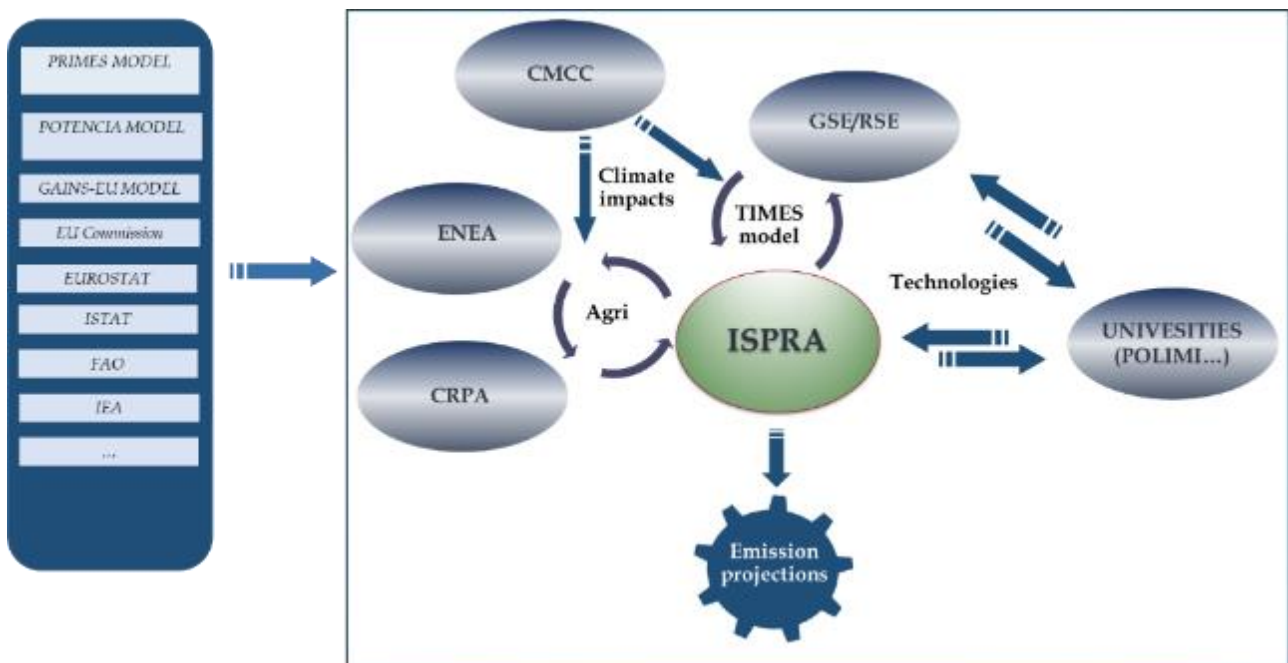 PRIMES MODEL
POTENCIA MODEL
GAINS-EU MODEL
EU Commission
EUROSTAT
ISTAT
FAO
IEA
...
CMCC
GSE/RSE
Climate
impacts
ENEA
TIMES
model
Agri
Technologies
ISPRA
UNIVESITIES
(POLIMI...)
CRPA
Emission
projections